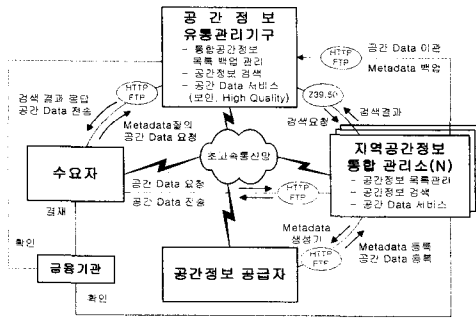 공 간 정 보
유통관리기구
- 통합공간정보
목록 백업 관리
- 공간정보 검색
- 공간 Data 서비스
(보안, High Quality)
HTTP
FTP
공간 Data 이관
Metadata 백업
HTTP
FTP
Z39.50
검색 결과 응답
공간 Data 전송
Metadata질의
공간 Data 요청
검색결과
검색요청
초고속통신망
수요자
지역공간정보
통합 관리소(N)
- 공간정보 목록관리
- 공간정보 검색
- 공간 Data 서비스
공간 Data 요청
공간 Data 전송
HTTP
FTP
결재
확인
금융기관
확인
Metadata
생성기
HTTP
FTP
Metadata 등록
공간 Data 등록
공간정보 공급자